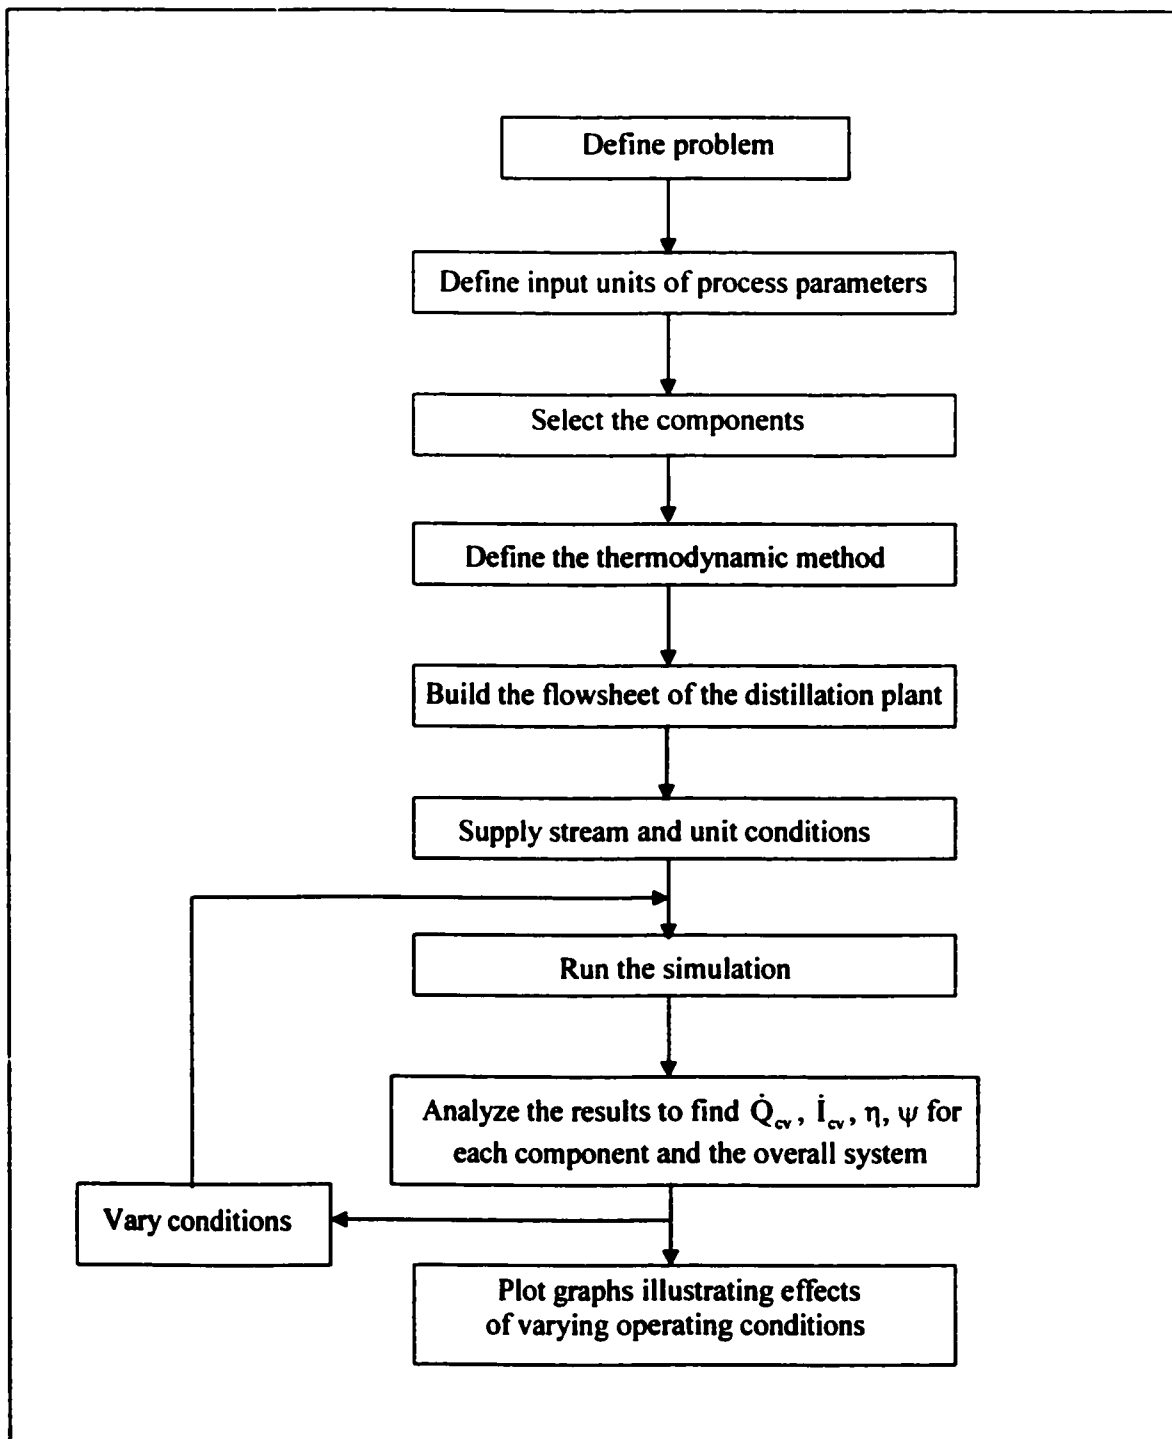 Define problem
Define input units of process parameters
Select the components
Define the thermodynamic method
Build the flowsheet of the distillation plant
Supply stream and unit conditions
Run the simulation
Analyze the results to find Q̇cv, İcv, η, ψ for
each component and the overall system
Vary conditions
Plot graphs illustrating effects
of varying operating conditions